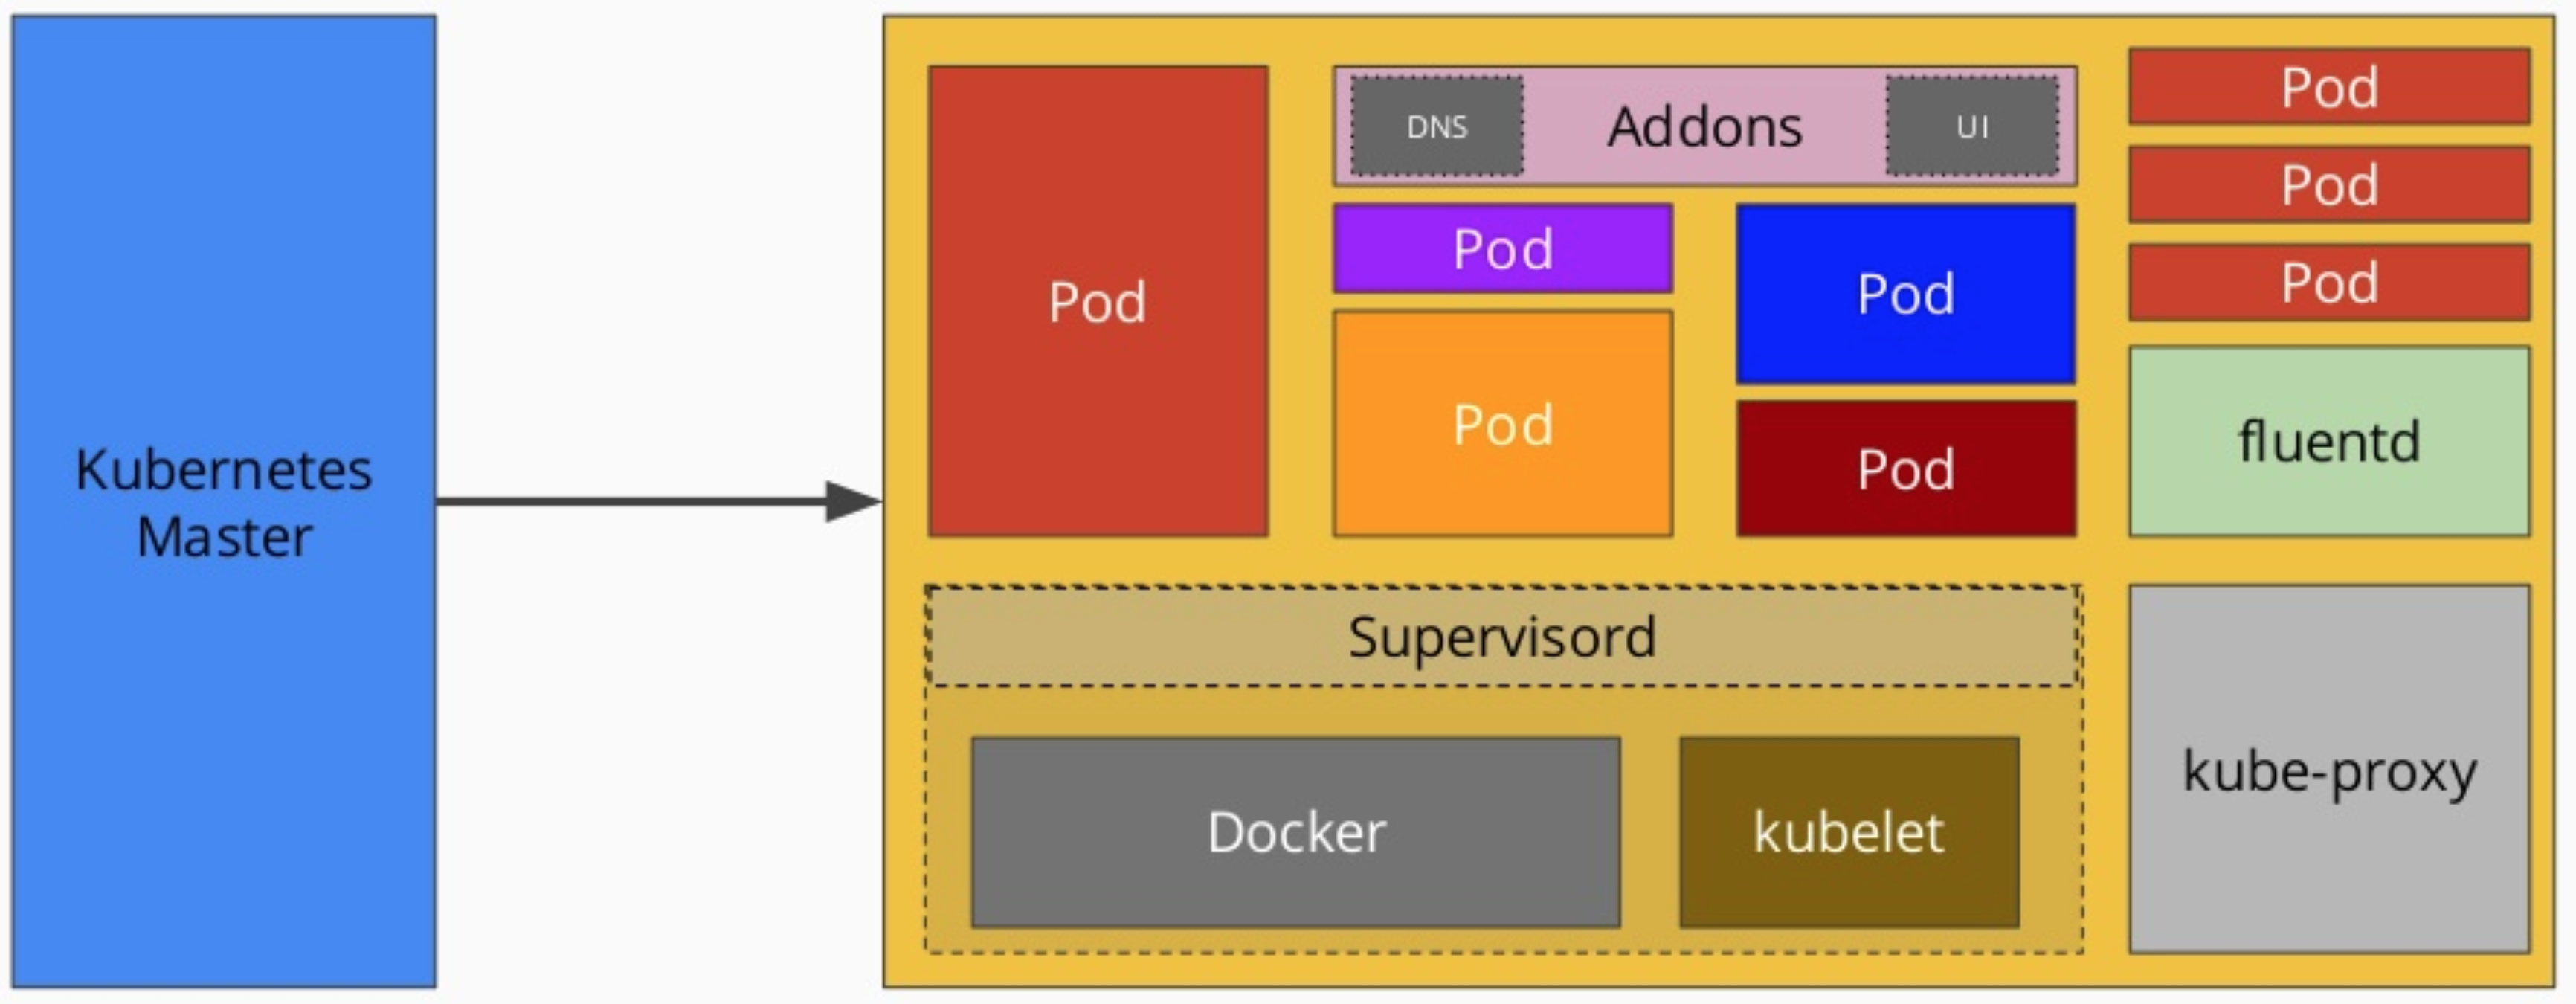 Kubernetes
Master
Pod
DNS
Addons
UI
Pod
Pod
Pod
Pod
Pod
Pod
Pod
fluentd
Supervisord
Docker
kubelet
kube-proxy